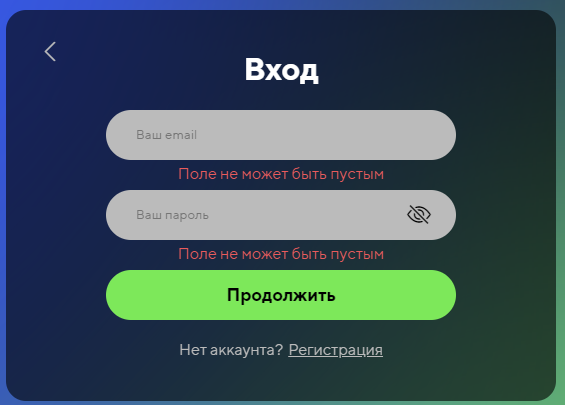 Вход
Ваш email
Поле не может быть пустым
Ваш пароль
Поле не может быть пустым
Продолжить
Нет аккаунта? Регистрация